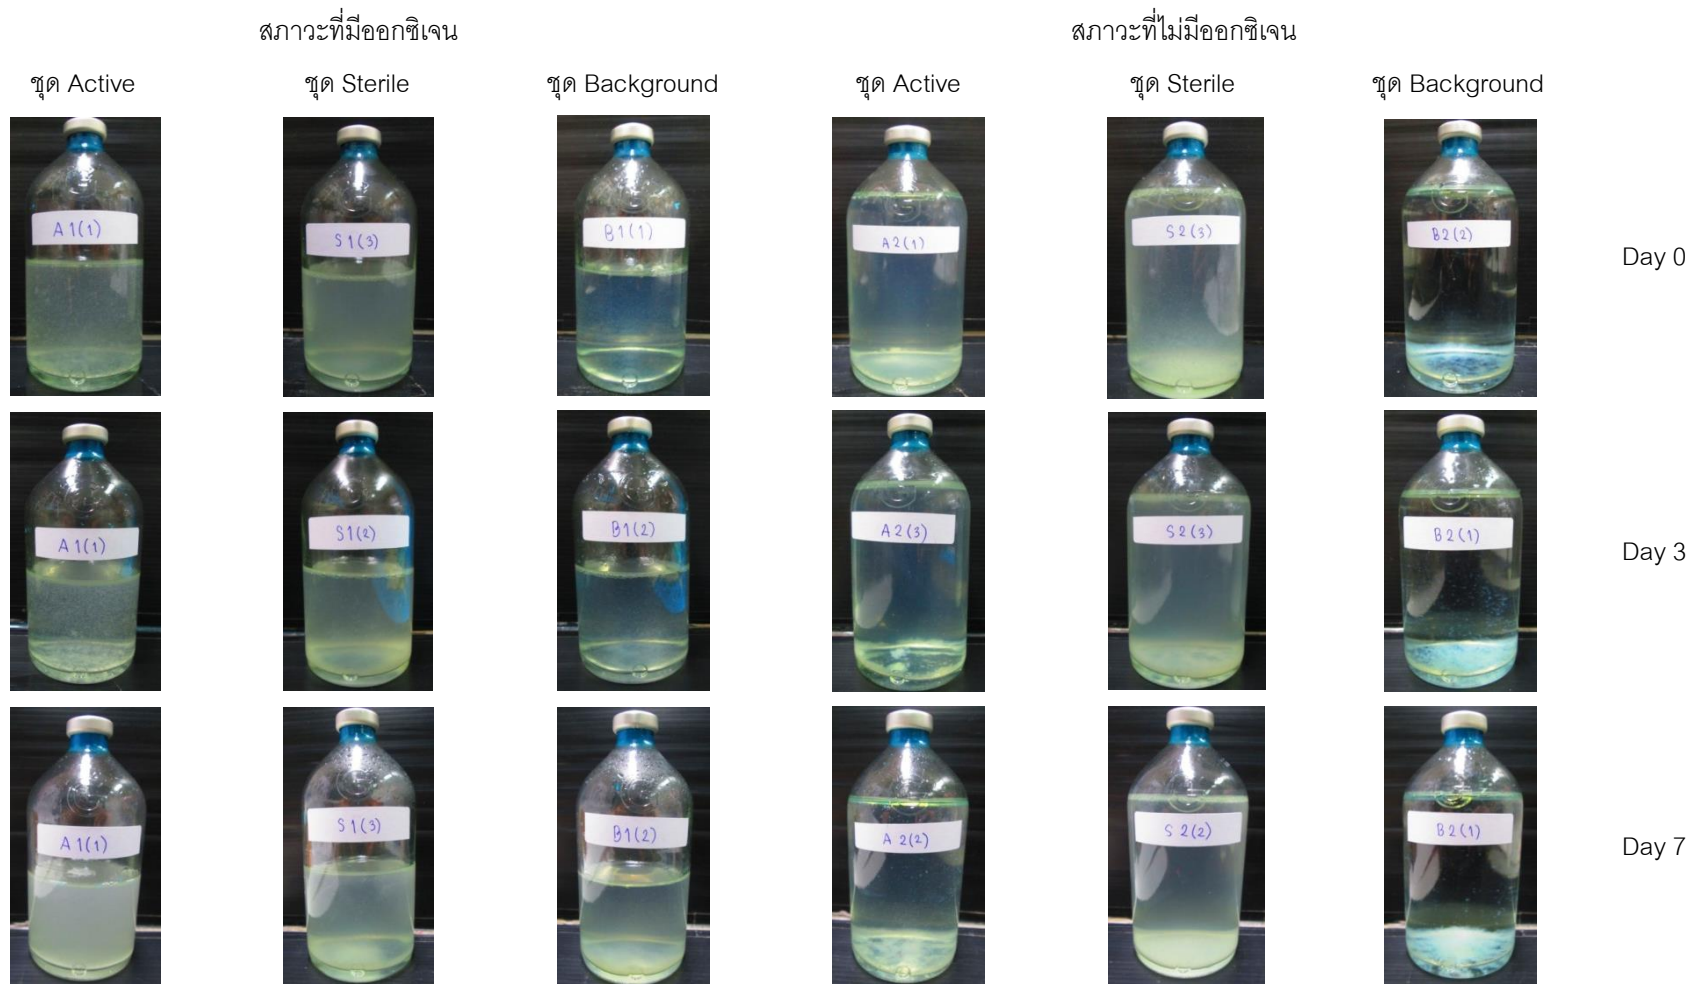 สภาวะที่มีออกซิเจน สภาวะที่ไม่มีออกซิเจน
ชุด Active ชุด Sterile ชุด Background ชุด Active ชุด Sterile ชุด Background
A1(1) S1(3) B1(1) A2(1) S2(3) B2(2)
Day 0
A1(1) S1(2) B1(2) A2(3) S2(3) B2(1)
Day 3
A1(1) S1(3) B1(2) A2(2) S2(2) B2(1)
Day 7